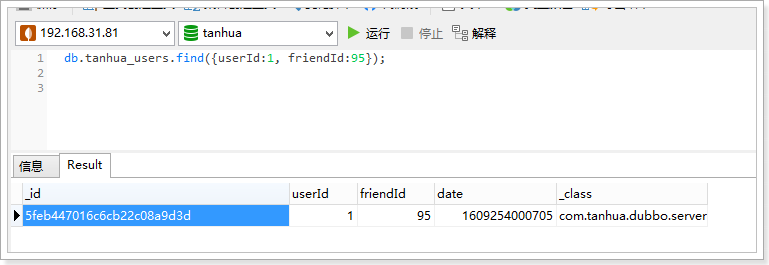 192.168.31.81 tanhua 运行 停止 解释
1 db.tanhua_users.find({userId:1, friendId:95});
2
3
信息 Result
_id userId friendId date _class
5feb447016c6cb22c08a9d3d 1 95 1609254000705 com.tanhua.dubbo.server